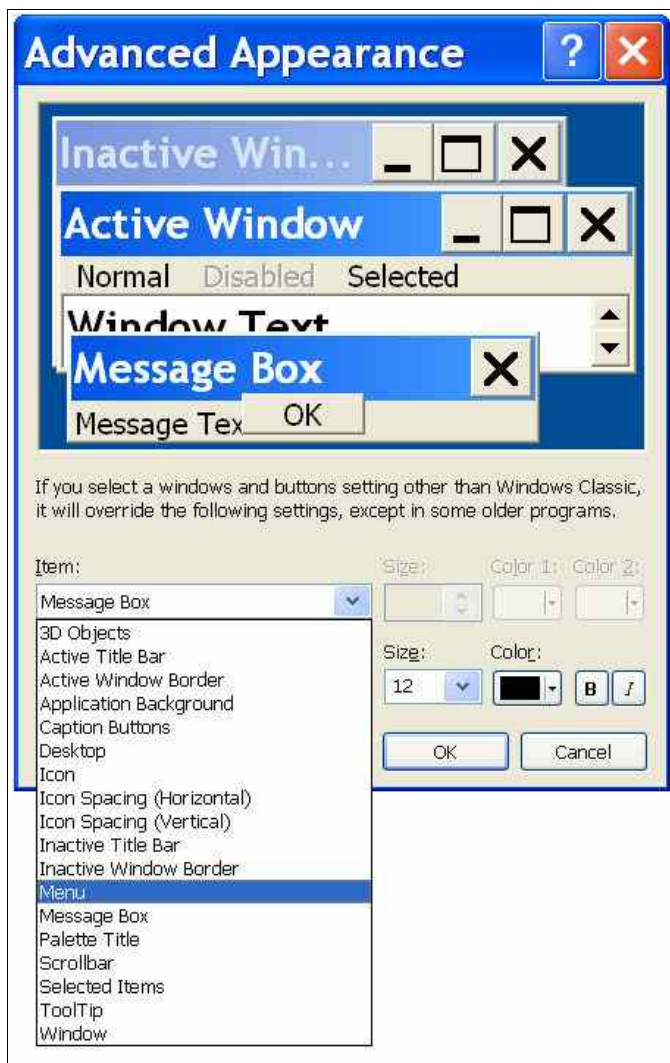 Advanced Appearance
Inactive Win...
Active Window
Normal Disabled Selected
Window Text
Message Box
Message Tex
OK
If you select a windows and buttons setting other than Windows Classic,
it will override the following settings, except in some older programs.
Item: Size: Color 1: Color 2:
Message Box
3D Objects
Active Title Bar
Active Window Border
Application Background
Caption Buttons
Desktop
Icon
Icon Spacing (Horizontal)
Icon Spacing (Vertical)
Inactive Title Bar
Inactive Window Border
Menu
Message Box
Palette Title
Scrollbar
Selected Items
ToolTip
Window
Size: Color:
12 B I
OK Cancel